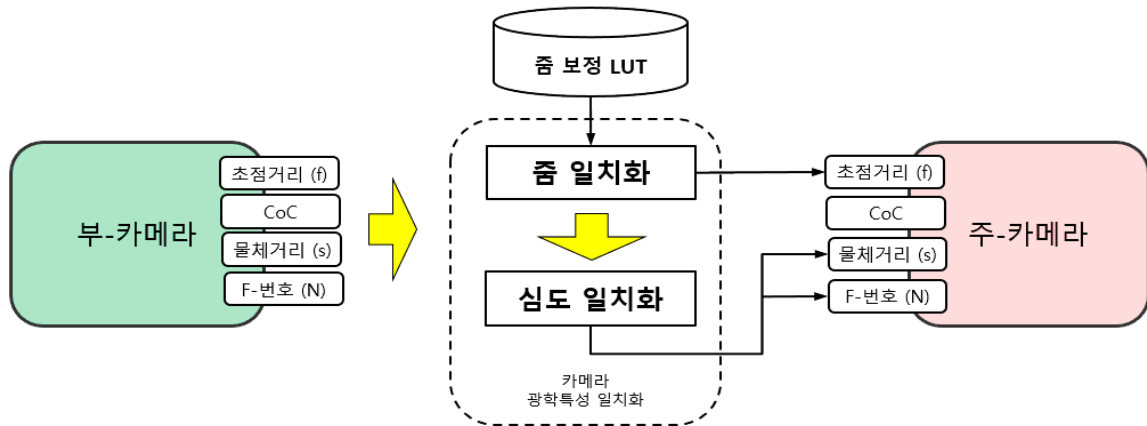 줌 보정 LUT
부-카메라
초점거리 (f)
CoC
물체거리 (s)
F-번호 (N)
줌 일치화
심도 일치화
카메라
광학특성 일치화
초점거리 (f)
CoC
물체거리 (s)
F-번호 (N)
주-카메라